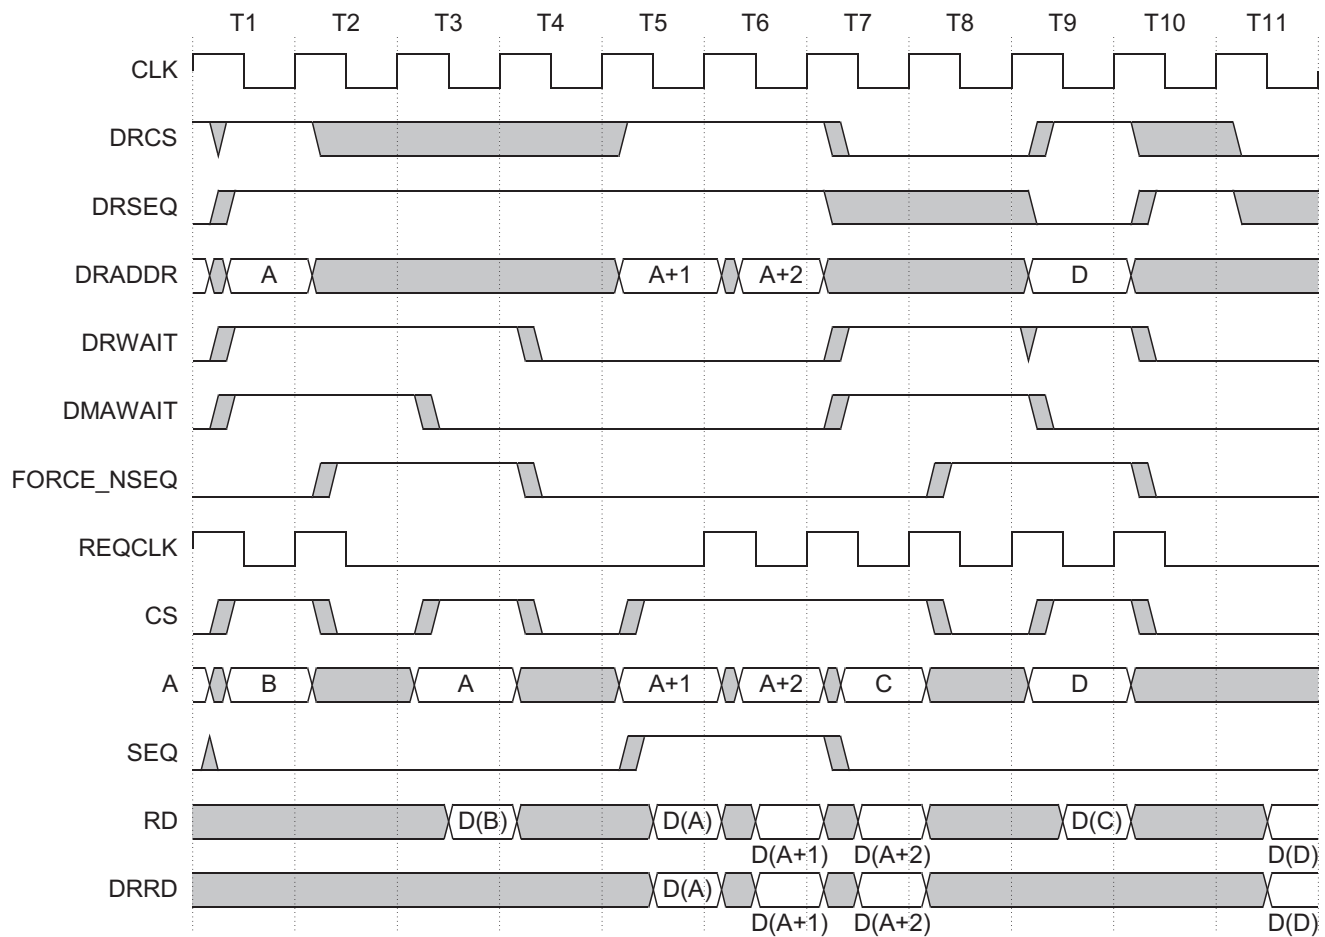 T1 T2 T3 T4 T5 T6 T7 T8 T9 T10 T11
CLK
DRCS
DRSEQ
DRADDR A A+1 A+2 D
DRWAIT
DMAWAIT
FORCE_NSEQ
REQCLK
CS
A B A A+1 A+2 C D
SEQ
RD D(B) D(A) D(C)
D(A+1) D(A+2) D(D)
DRRD D(A)
D(A+1) D(A+2) D(D)